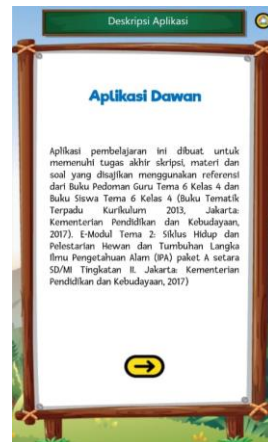 Deskripsi Aplikasi
Aplikasi Dawan
Aplikasi pembelajaran ini dibuat untuk
memenuhi tugas akhir skripsi, materi dan
soal yang disajikan menggunakan referensi
dari Buku Pedoman Guru Tema 6 Kelas 4 dan
Buku Siswa Tema 6 Kelas 4 (Buku Tematik
Terpadu Kurikulum 2013, Jakarta:
Kementerian Pendidikan dan Kebudayaan,
2017). E-Modul Tema 2: Siklus Hidup dan
Pelestarian Hewan dan Tumbuhan Langka
Ilmu Pengetahuan Alam (IPA) paket A setara
SD/MI Tingkatan II. Jakarta: Kementerian
Pendidikan dan Kebudayaan, 2017)